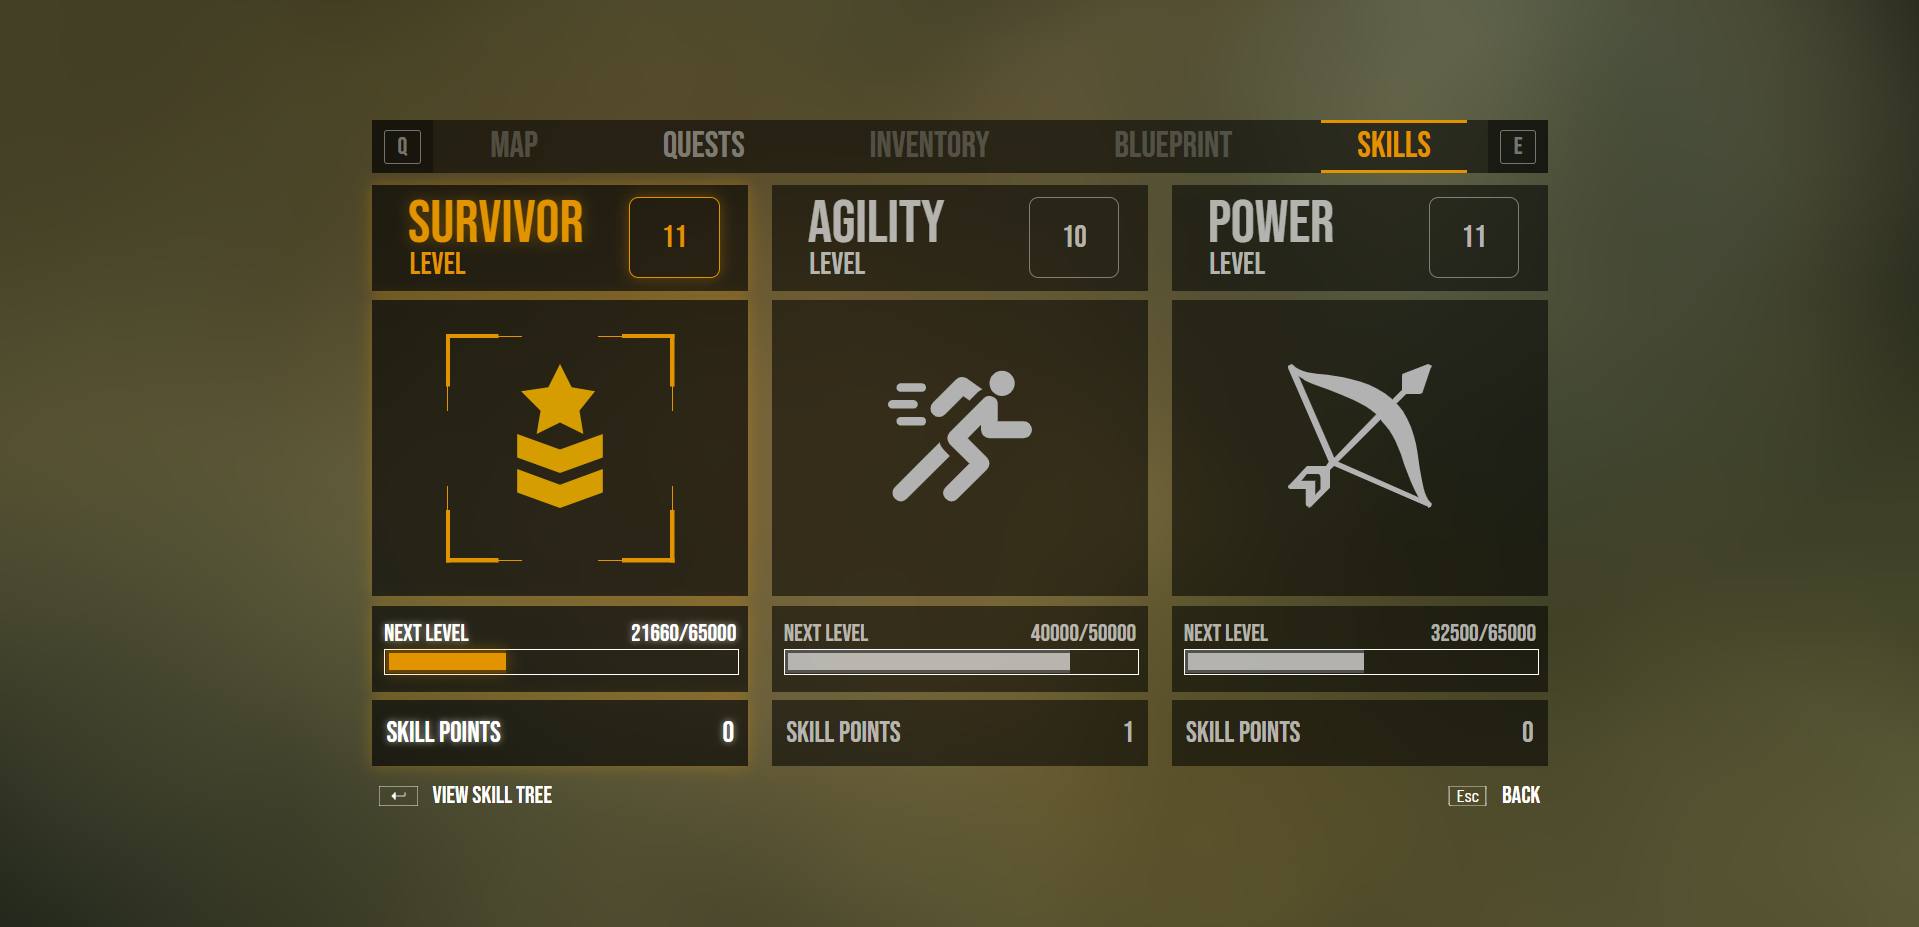 Q MAP QUESTS INVENTORY BLUEPRINT SKILLS E
SURVIVOR
LEVEL
11
AGILITY
LEVEL
10
POWER
LEVEL
11
NEXT LEVEL 21660/65000
NEXT LEVEL 40000/50000
NEXT LEVEL 32500/65000
SKILL POINTS 0
SKILL POINTS 1
SKILL POINTS 0
VIEW SKILL TREE
Esc BACK